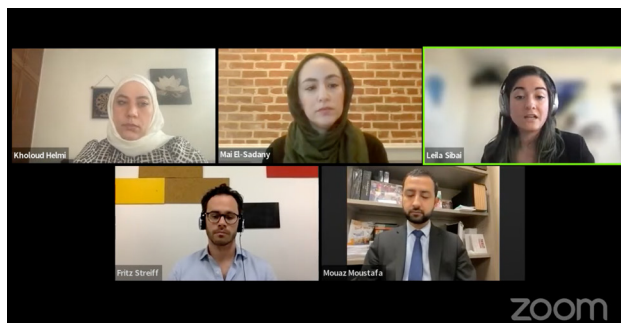 Kholoud Helmi
Mai El-Sadany
Leila Sibai
Fritz Streiff
Mouaz Moustafa
zoom